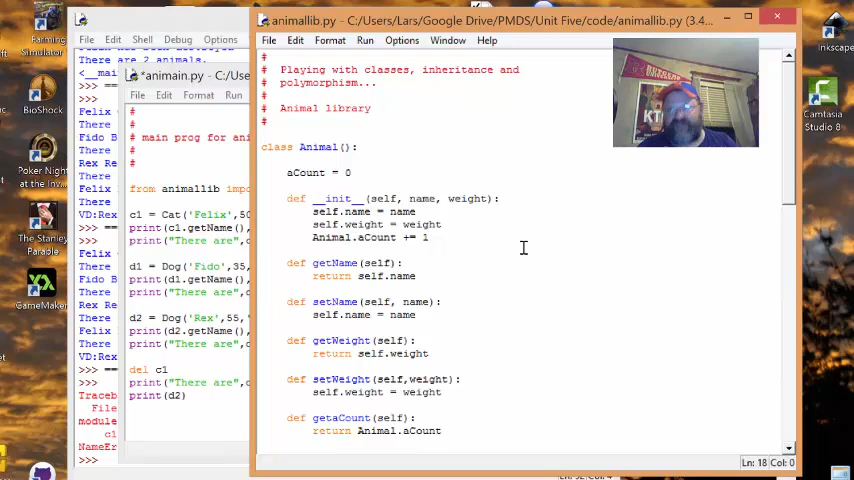 Farming
Simulator
BioShock
Poker Night
at the Inv...
The Stanley
Parable
GameMaker
Inkscape
Camtasia
Studio 8
File Edit Shell Debug Options
There are 2 animals.
<__ma
>>> ==
>>>
Felix
There
Fido B
There
Rex Re
There
Felix
VD:Rex
>>> ==
>>>
Felix
There
Fido
There
Rex Re
There
Felix
VD:Rex
>>> ==
>>>
Traceb
File
module
c1
NameEr
>>>
*animain.py - C:/Use
File Edit Format Run
#
# main prog for ani
#
from animallib impo
c1 = Cat('Felix',50
print(c1.getName(),
print("There are",c
d1 = Dog('Fido',35,
print(d1.getName(),
print("There are",c
d2 = Dog('Rex',55,'
print(d2.getName(),
print("There are",c
del c1
print("There are",c
print(d2)
animallib.py - C:/Users/Lars/Google Drive/PMDS/Unit Five/code/animallib.py (3.4...
File Edit Format Run Options Window Help
#
# Playing with classes, inheritance and
# polymorphism...
#
# Animal library
#
class Animal():
aCount = 0
def __init__(self, name, weight):
self.name = name
self.weight = weight
Animal.aCount += 1
def getName(self):
return self.name
def setName(self, name):
self.name = name
def getWeight(self):
return self.weight
def setWeight(self,weight):
self.weight = weight
def getaCount(self):
return Animal.aCount
Ln: 18 Col: 0